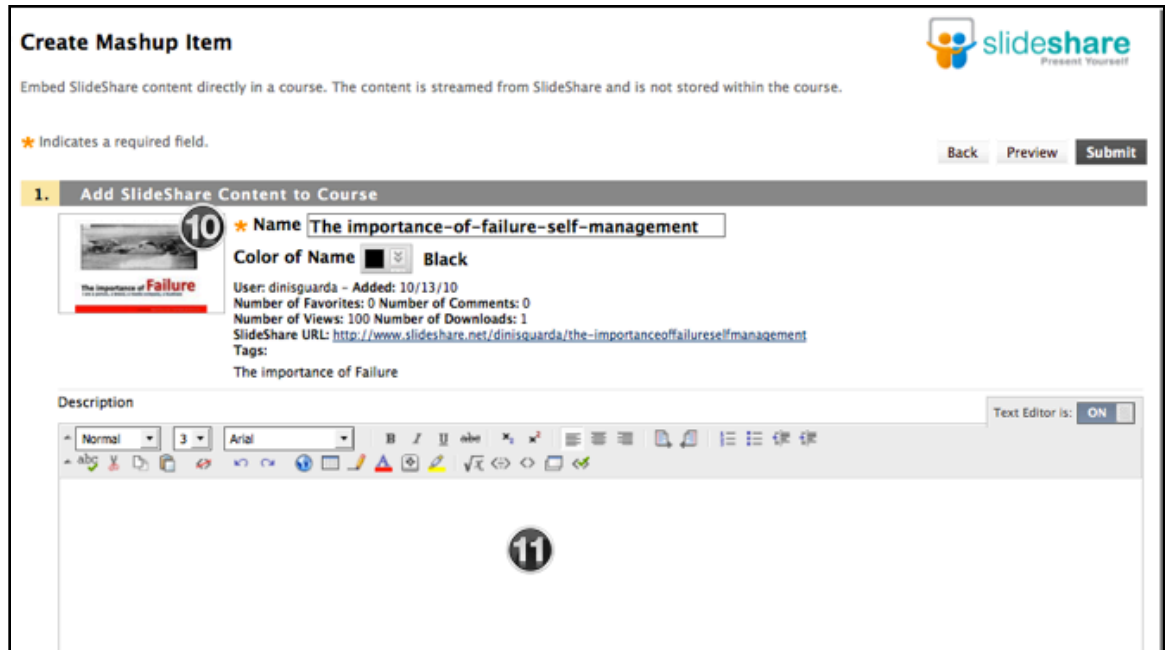 Create Mashup Item
slideshare
Present Yourself
Embed SlideShare content directly in a course. The content is streamed from SlideShare and is not stored within the course.
* Indicates a required field.
Back Preview Submit
1. Add SlideShare Content to Course
10
* Name The importance-of-failure-self-management
Color of Name Black
The importance of Failure
User: dinisguarda - Added: 10/13/10
Number of Favorites: 0 Number of Comments: 0
Number of Views: 100 Number of Downloads: 1
SlideShare URL: http://www.slideshare.net/dinisguarda/the-importanceoffailureselfmanagement
Tags:
The importance of Failure
Description
Text Editor is: ON
Normal 3 Arial B I U abc x₁ x²
abc
11